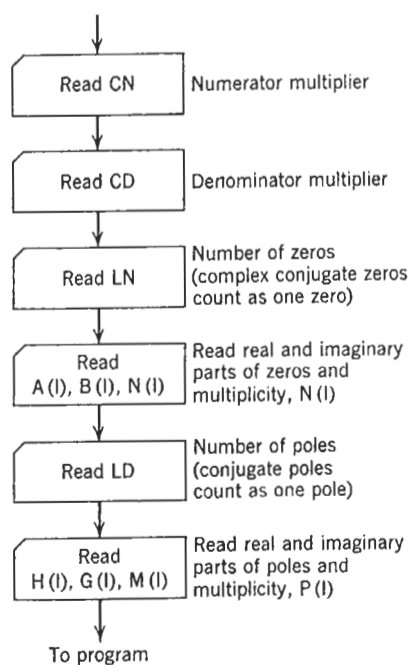 Read CN
Numerator multiplier
Read CD
Denominator multiplier
Read LN
Number of zeros
(complex conjugate zeros
count as one zero)
Read
A(I), B(I), N(I)
Read real and imaginary
parts of zeros and
multiplicity, N(I)
Read LD
Number of poles
(conjugate poles
count as one pole)
Read
H(I), G(I), M(I)
Read real and imaginary
parts of poles and
multiplicity, P(I)
To program